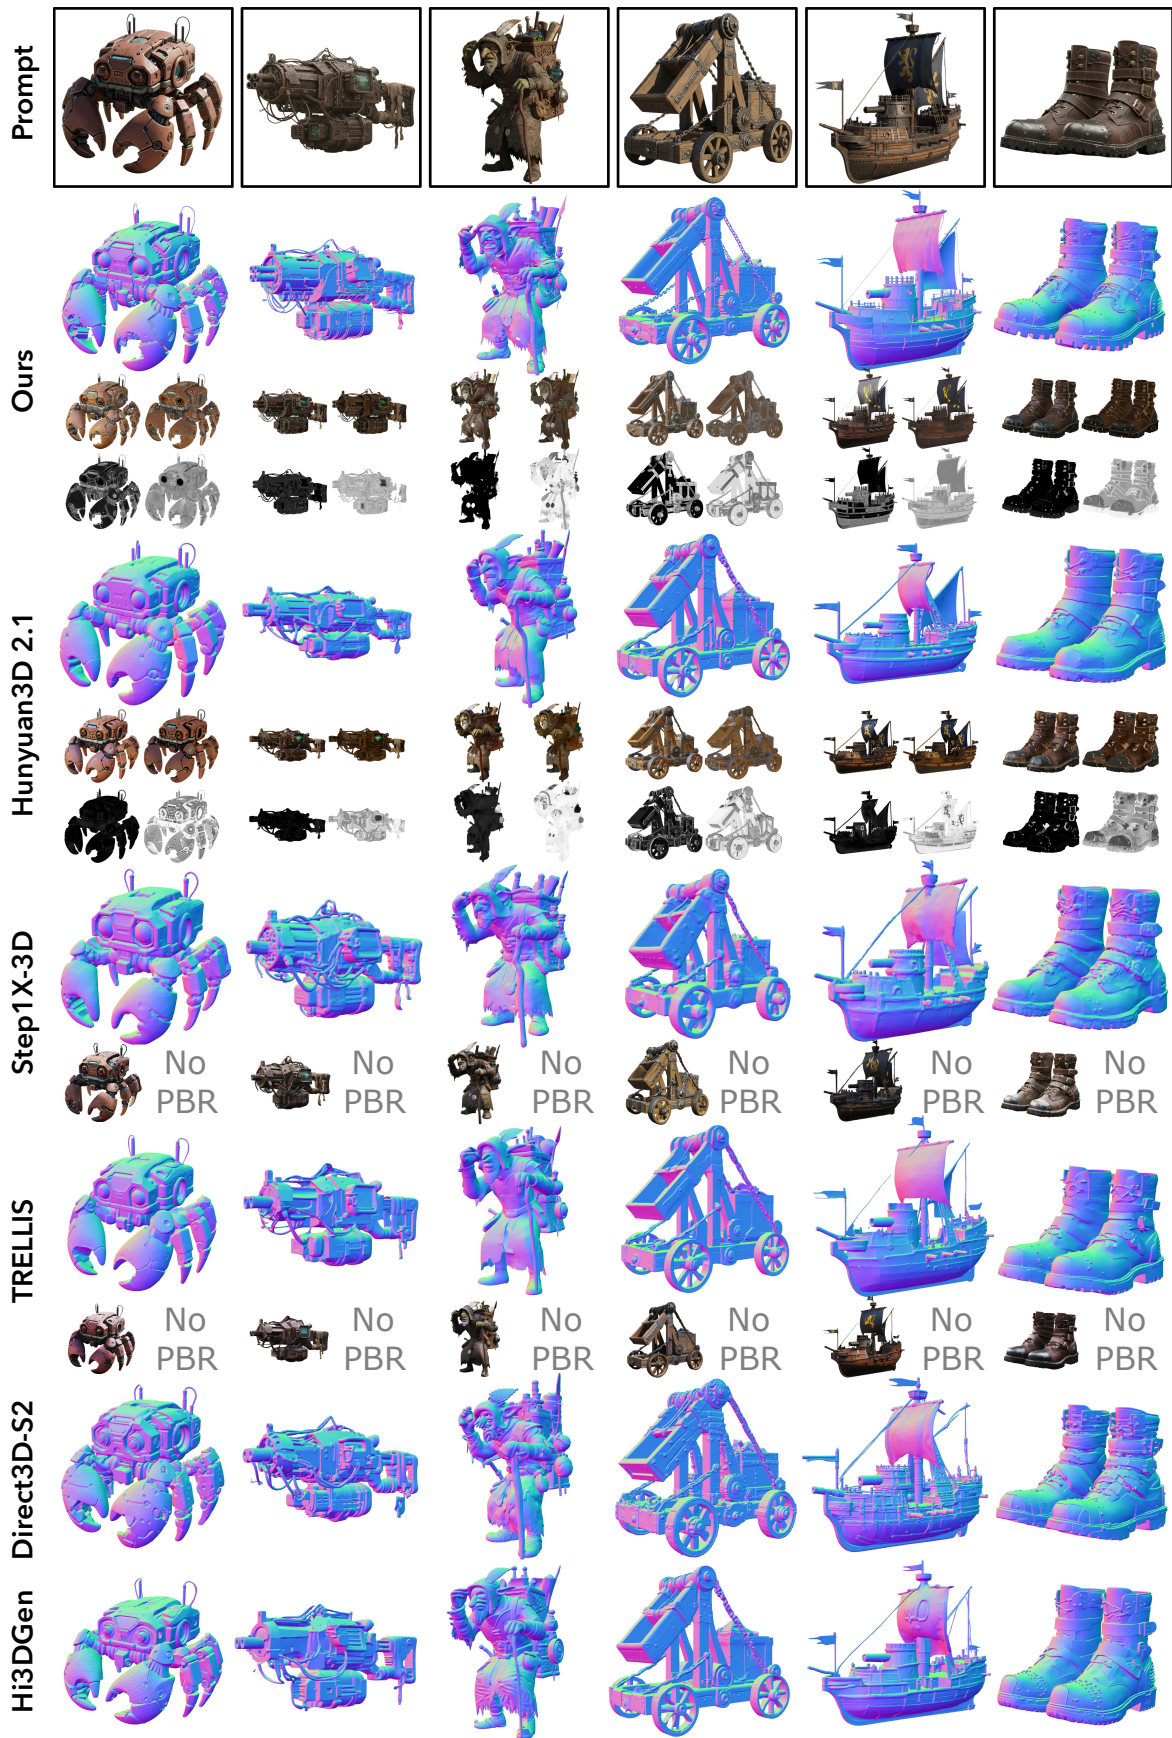 Prompt
Ours
Hunyuan3D 2.1
Step1X-3D
No
PBR
No
PBR
No
PBR
No
PBR
No
PBR
No
PBR
TRELLIS
No
PBR
No
PBR
No
PBR
No
PBR
No
PBR
No
PBR
Direct3D-S2
Hi3DGen